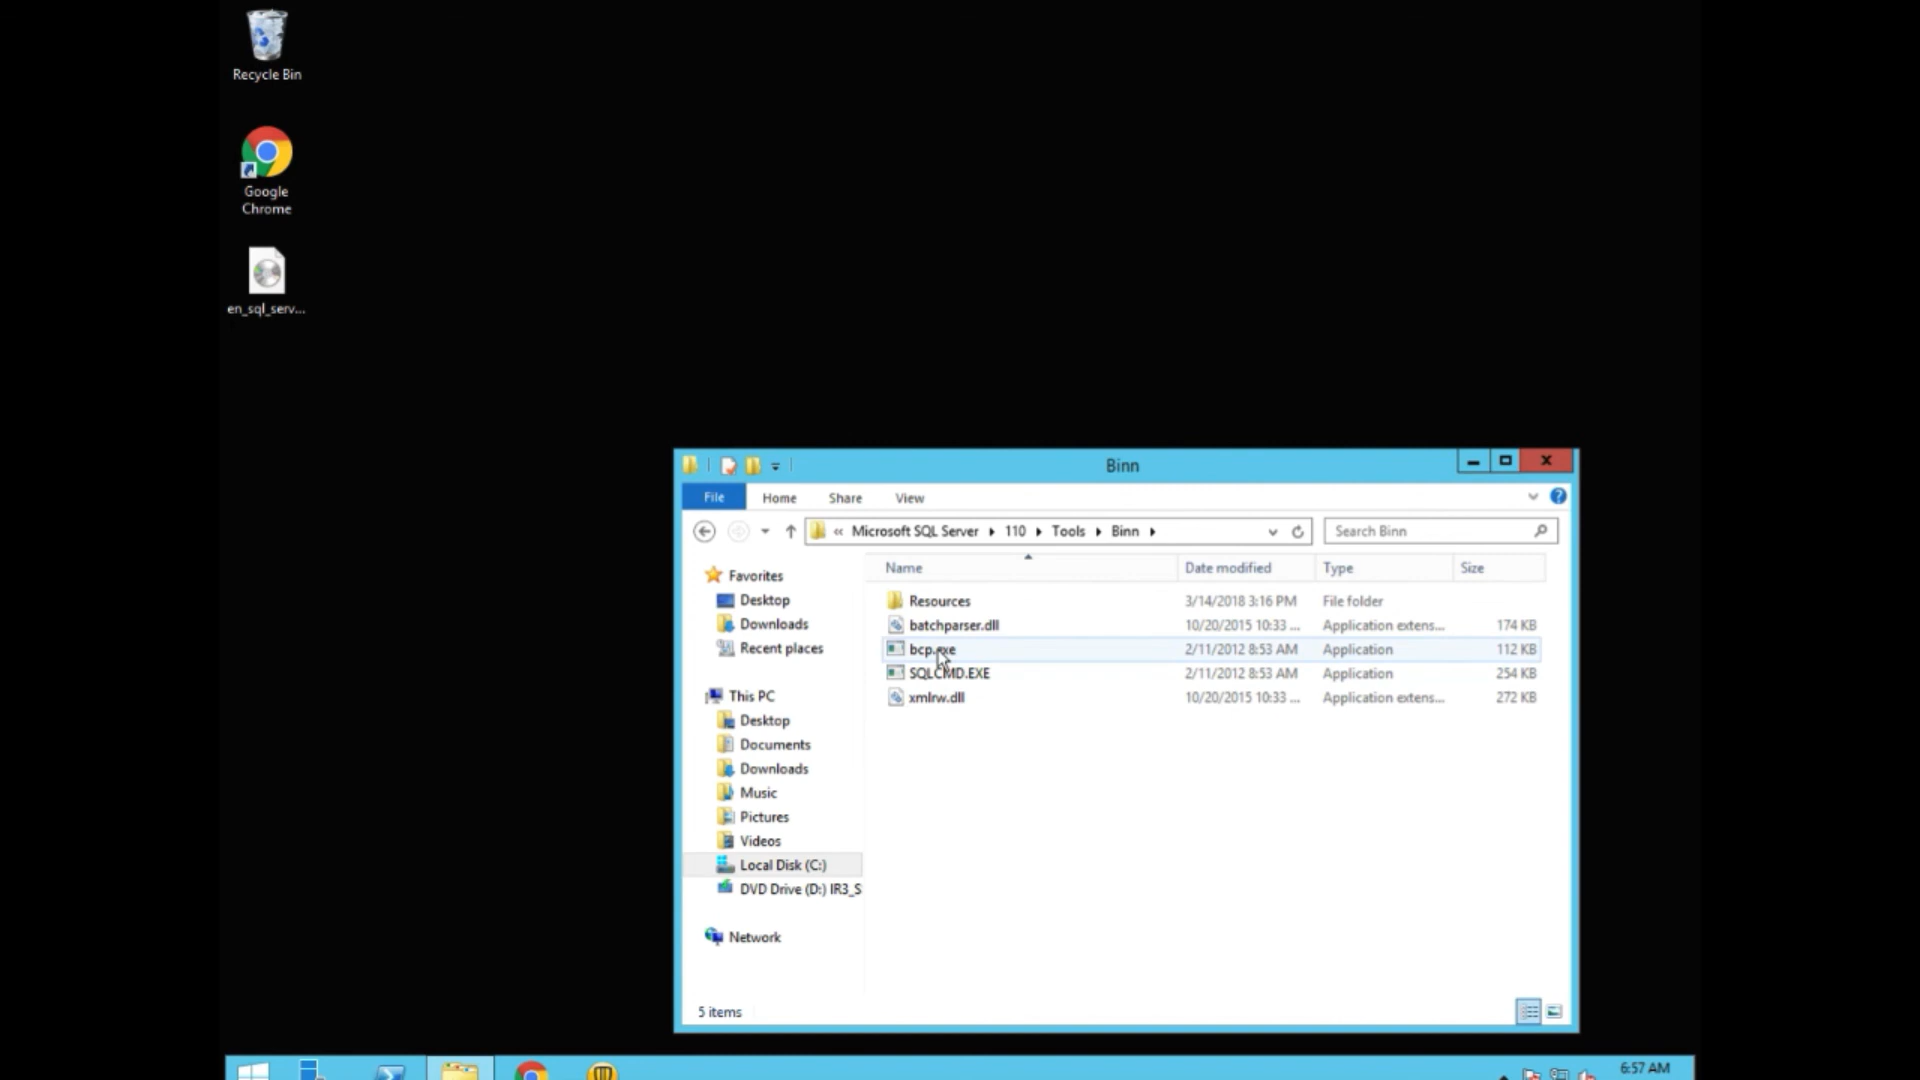 Recycle Bin
Google
Chrome
en_sql_serv...
Binn
File Home Share View
« Microsoft SQL Server 110 Tools Binn
Search Binn
Name Date modified Type Size
Resources 3/14/2018 3:16 PM File folder
batchparser.dll 10/20/2015 10:33 ... Application extens... 174 KB
bcp.exe 2/11/2012 8:53 AM Application 112 KB
SQLCMD.EXE 2/11/2012 8:53 AM Application 254 KB
xmlrw.dll 10/20/2015 10:33 ... Application extens... 272 KB
Favorites
Desktop
Downloads
Recent places
This PC
Desktop
Documents
Downloads
Music
Pictures
Videos
Local Disk (C:)
DVD Drive (D:) IR3_S
Network
5 items
6:57 AM